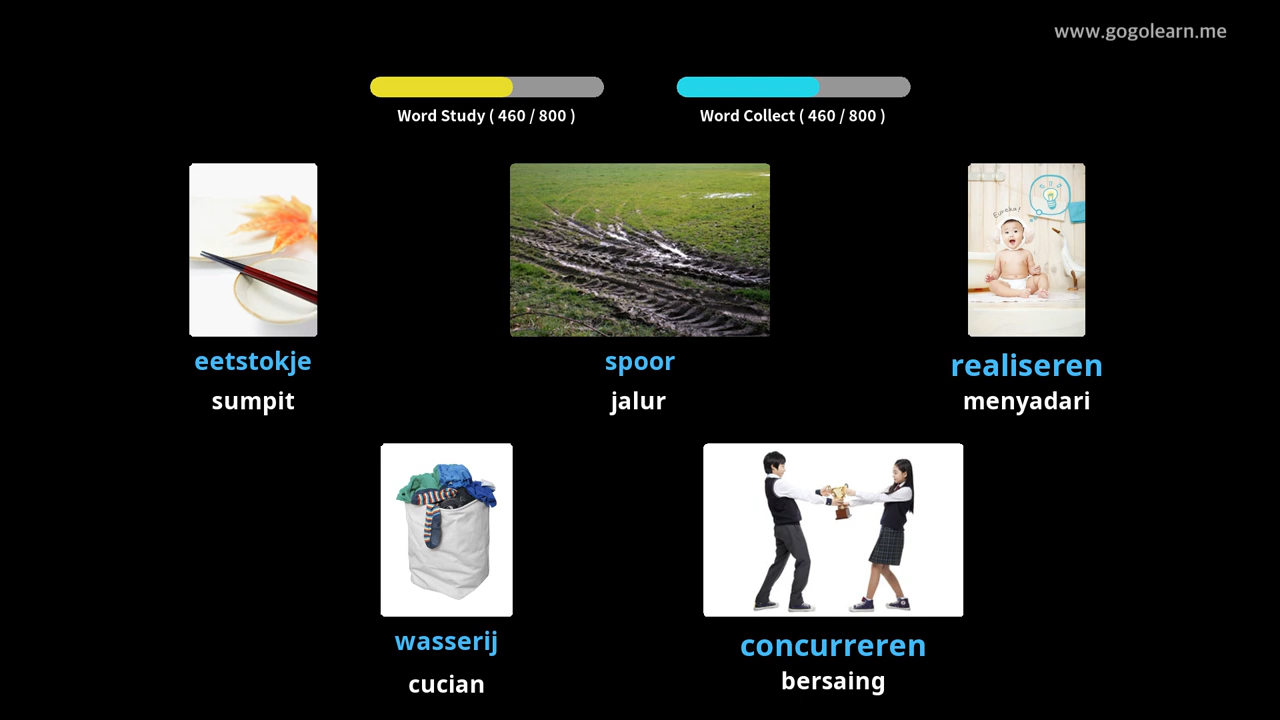 www.gogolearn.me
Word Study ( 460 / 800 )
Word Collect ( 460 / 800 )
Eureka!
eetstokje
spoor
realiseren
sumpit
jalur
menyadari
wasserij
concurreren
cucian
bersaing